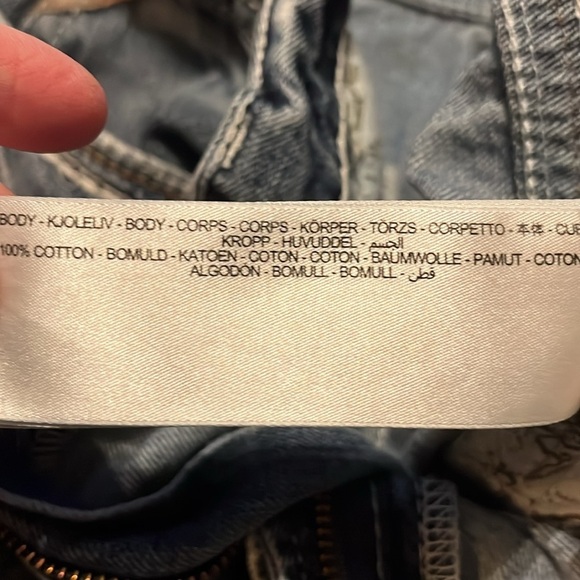 BODY - KJOLELIV - BODY - CORPS - CORPS - KÖRPER - TÖRZS - CORPETTO - 本体 - CUE
KROPP - HUVUDDEL - الجسم
100% COTTON - BOMULD - KATOEN - COTON - COTON - BAUMWOLLE - PAMUT - COTON
ALGODÓN - BOMULL - BOMULL - قطن